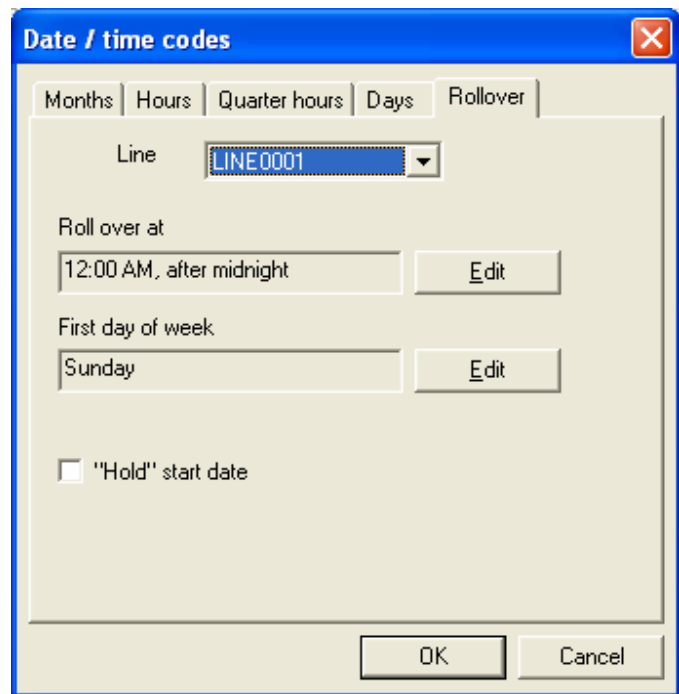 Date / time codes
Months Hours Quarter hours Days Rollover
Line LINE0001
Roll over at
12:00 AM, after midnight Edit
First day of week
Sunday Edit
"Hold" start date
OK Cancel